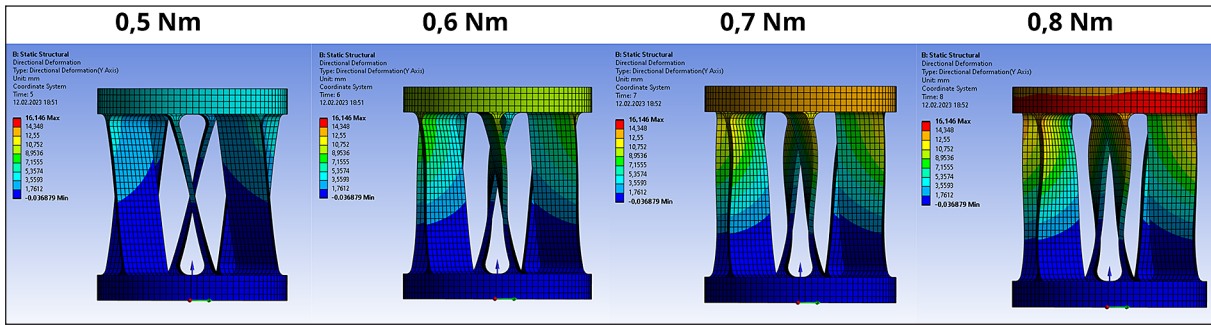 0,5 Nm
B: Static Structural
Directional Deformation
Type: Directional Deformation(Y Axis)
Unit: mm
Coordinate System
Time: 5
12.02.2023 18:51
16,146 Max
14,348
12,55
10,752
8,9536
7,1555
5,3574
3,5593
1,7612
-0,036879 Min
0,6 Nm
B: Static Structural
Directional Deformation
Type: Directional Deformation(Y Axis)
Unit: mm
Coordinate System
Time: 6
12.02.2023 18:51
16,146 Max
14,348
12,55
10,752
8,9536
7,1555
5,3574
3,5593
1,7612
-0,036879 Min
0,7 Nm
B: Static Structural
Directional Deformation
Type: Directional Deformation(Y Axis)
Unit: mm
Coordinate System
Time: 7
12.02.2023 18:52
16,146 Max
14,348
12,55
10,752
8,9536
7,1555
5,3574
3,5593
1,7612
-0,036879 Min
0,8 Nm
B: Static Structural
Directional Deformation
Type: Directional Deformation(Y Axis)
Unit: mm
Coordinate System
Time: 8
12.02.2023 18:52
16,146 Max
14,348
12,55
10,752
8,9536
7,1555
5,3574
3,5593
1,7612
-0,036879 Min